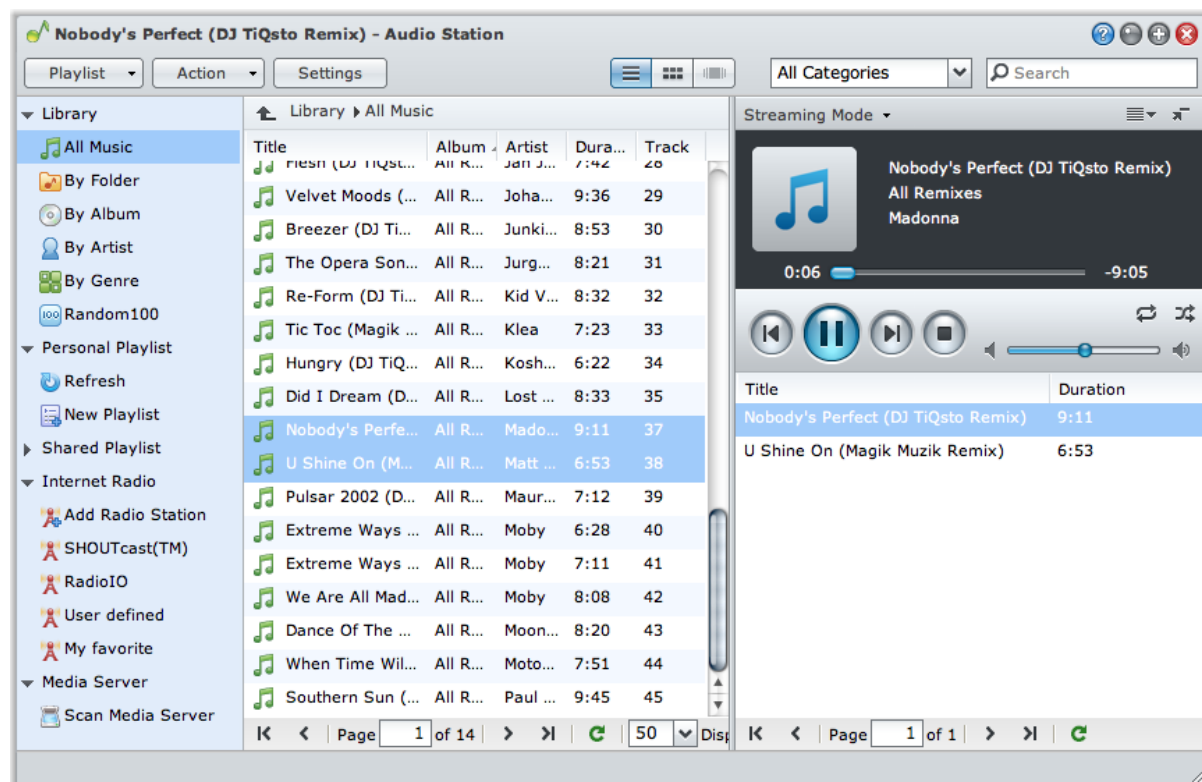 Nobody's Perfect (DJ TiQsto Remix) - Audio Station
Playlist Action Settings All Categories Search
Library
All Music
By Folder
By Album
By Artist
By Genre
Random100
Personal Playlist
Refresh
New Playlist
Shared Playlist
Internet Radio
Add Radio Station
SHOUTcast(TM)
RadioIO
User defined
My favorite
Media Server
Scan Media Server
Library All Music
Title Album Artist Dura... Track
Flesh (DJ TiQst... All R... Jan J... 7:42 28
Velvet Moods (... All R... Joha... 9:36 29
Breezer (DJ Ti... All R... Junki... 8:53 30
The Opera Son... All R... Jurg... 8:21 31
Re-Form (DJ Ti... All R... Kid V... 8:32 32
Tic Toc (Magik ... All R... Klea 7:23 33
Hungry (DJ TiQ... All R... Kosh... 6:22 34
Did I Dream (D... All R... Lost ... 8:33 35
Nobody's Perfe... All R... Mado... 9:11 37
U Shine On (M... All R... Matt ... 6:53 38
Pulsar 2002 (D... All R... Maur... 7:12 39
Extreme Ways ... All R... Moby 6:28 40
Extreme Ways ... All R... Moby 7:11 41
We Are All Mad... All R... Moby 8:08 42
Dance Of The ... All R... Moon... 8:20 43
When Time Wil... All R... Moto... 7:51 44
Southern Sun (... All R... Paul ... 9:45 45
Page 1 of 14 50 Disp
Streaming Mode
Nobody's Perfect (DJ TiQsto Remix)
All Remixes
Madonna
0:06 -9:05
Title Duration
Nobody's Perfect (DJ TiQsto Remix) 9:11
U Shine On (Magik Muzik Remix) 6:53
Page 1 of 1